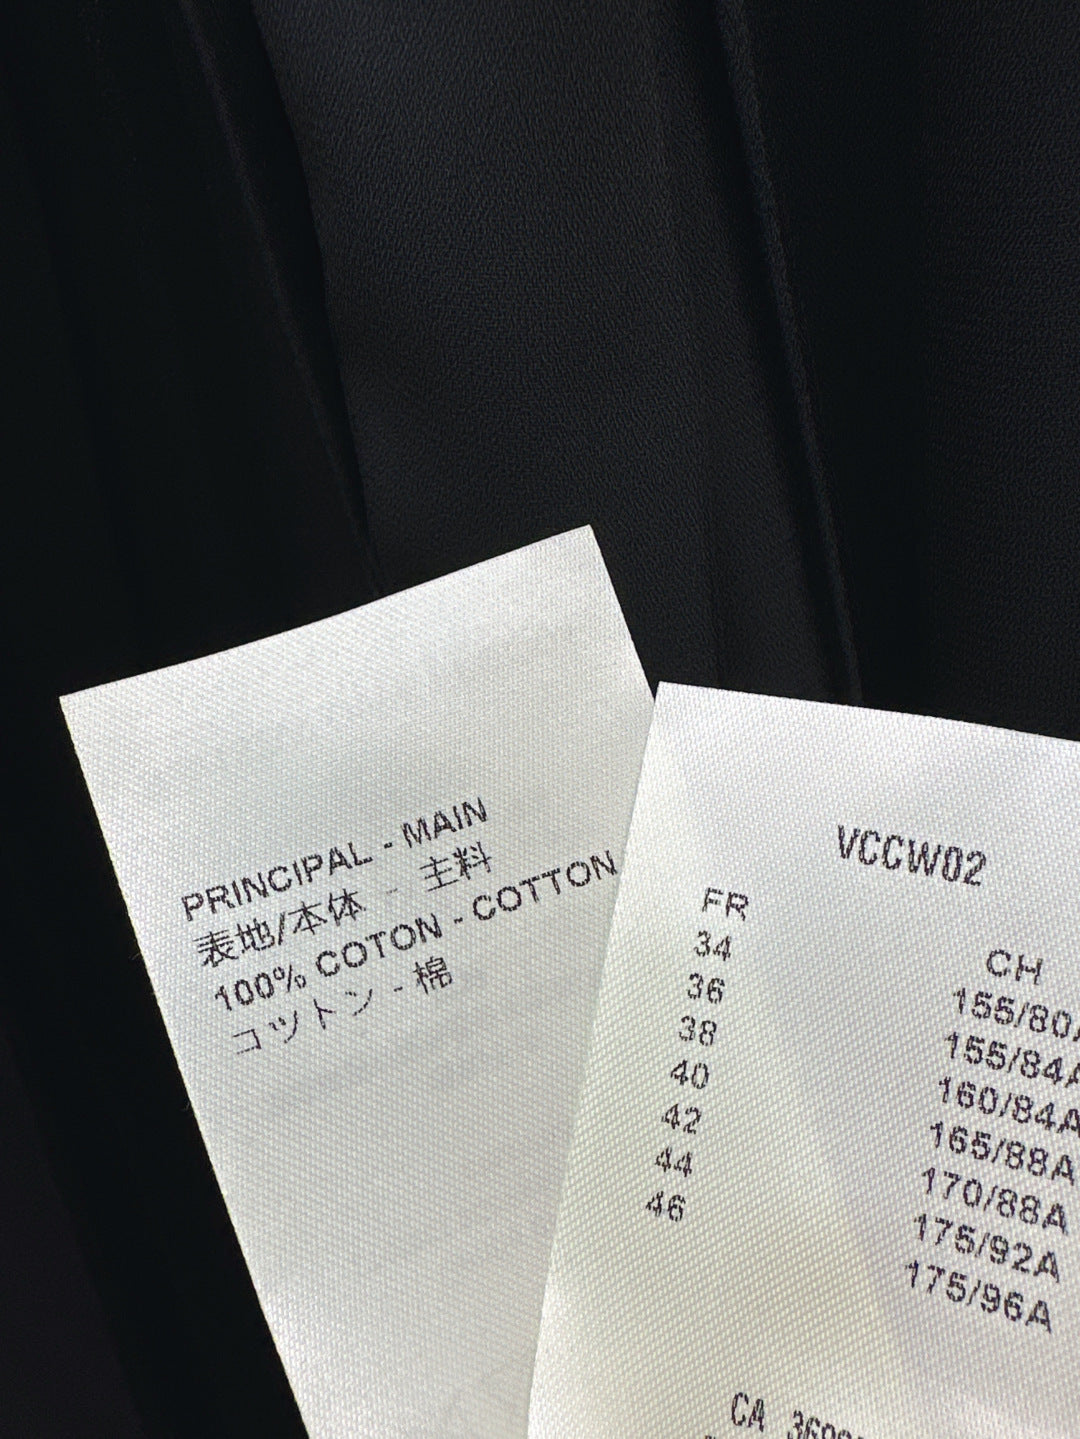 PRINCIPAL - MAIN
表地/本体 - 主料
100% COTON - COTTON
コットン - 棉
VCCW02
FR
34
36
38
40
42
44
46
CH
155/80
155/84A
160/84A
165/88A
170/88A
175/92A
175/96A
CA